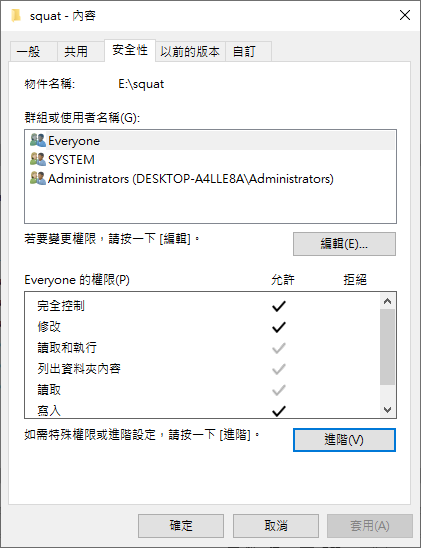 squat - 內容
一般 共用 安全性 以前的版本 自訂
物件名稱: E:\squat
群組或使用者名稱(G):
Everyone
SYSTEM
Administrators (DESKTOP-A4LLE8A\Administrators)
若要變更權限，請按一下 [編輯]。
編輯(E)...
Everyone 的權限(P) 允許 拒絕
完全控制
修改
讀取和執行
列出資料夾內容
讀取
寫入
如需特殊權限或進階設定，請按一下 [進階]。
進階(V)
確定 取消 套用(A)